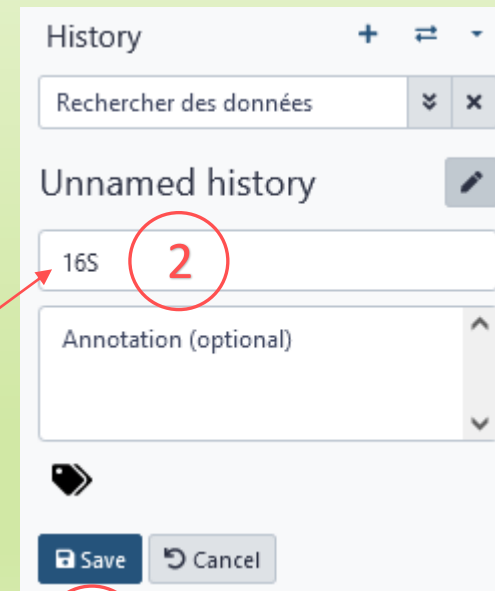 History
Rechercher des données
Unnamed history
16S 2
Annotation (optional)
Save Cancel